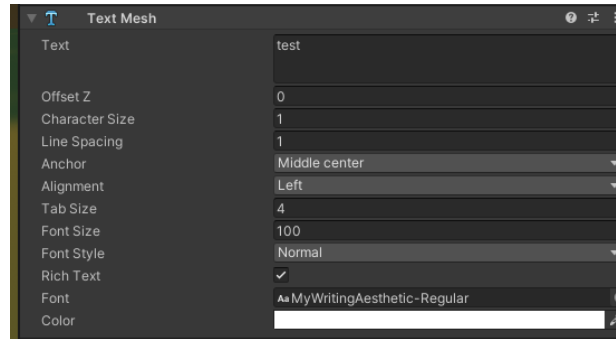 Text Mesh
Text test
Offset Z 0
Character Size 1
Line Spacing 1
Anchor Middle center
Alignment Left
Tab Size 4
Font Size 100
Font Style Normal
Rich Text
Font Aa MyWritingAesthetic-Regular
Color